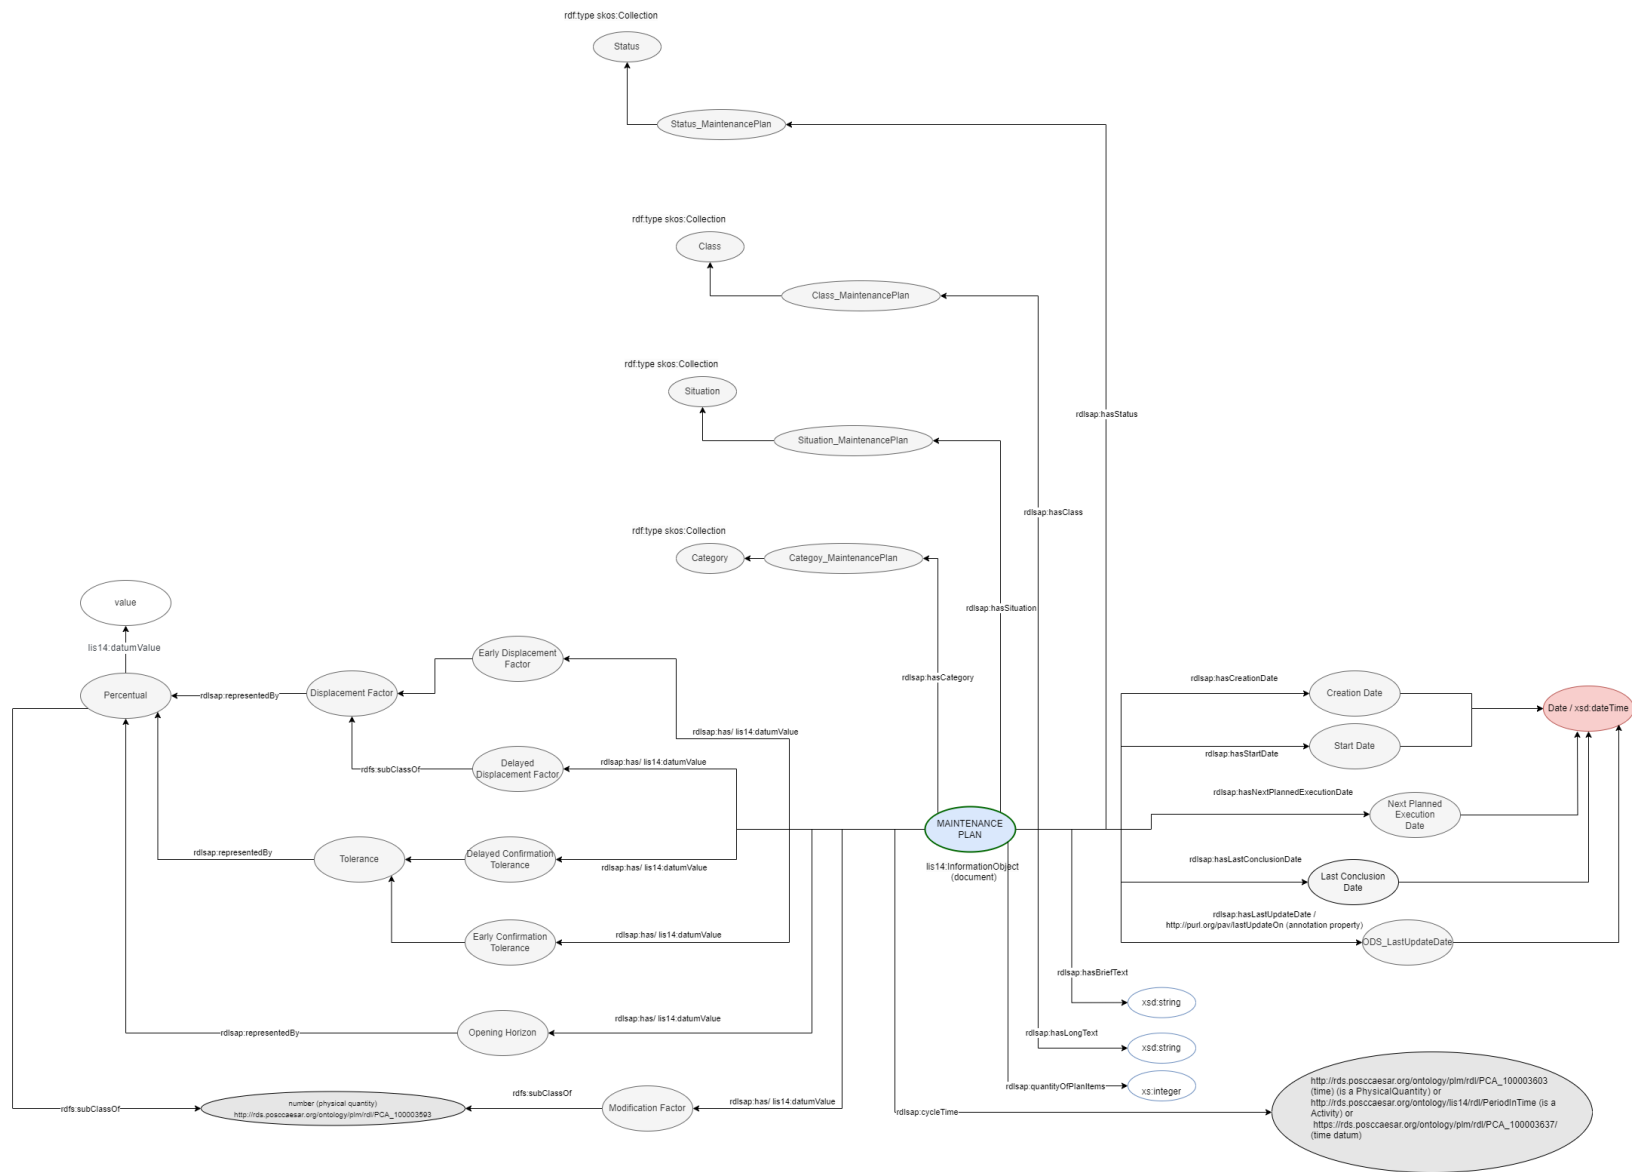 rdf:type skos:Collection
Status
Status_MaintenancePlan
rdf:type skos:Collection
Class
Class_MaintenancePlan
rdf:type skos:Collection
Situation
rdlsap:hasStatus
Situation_MaintenancePlan
rdlsap:hasClass
rdf:type skos:Collection
Category
Categoy_MaintenancePlan
value
rdlsap:hasSituation
lis14:datumValue
Early Displacement
Factor
rdlsap:hasCategory
rdlsap:hasCreationDate
Percentual
rdlsap:representedBy
Displacement Factor
Creation Date
Date / xsd:dateTime
rdlsap:has/ lis14:datumValue
Start Date
rdlsap:hasStartDate
rdfs:subClassOf
Delayed
Displacement Factor
rdlsap:has/ lis14:datumValue
rdlsap:hasNextPlannedExecutionDate
Next Planned
Execution
Date
MAINTENANCE
PLAN
rdlsap:representedBy
Tolerance
Delayed Confirmation
Tolerance
rdlsap:has/ lis14:datumValue
lis14:InformationObject
(document)
rdlsap:hasLastConclusionDate
Last Conclusion
Date
rdlsap:hasLastUpdateDate /
http://purl.org/pav/lastUpdateOn (annotation property)
ODS_LastUpdateDate
Early Confirmation
Tolerance
rdlsap:has/ lis14:datumValue
rdlsap:hasBriefText
xsd:string
rdlsap:representedBy
Opening Horizon
rdlsap:has/ lis14:datumValue
rdlsap:hasLongText
xsd:string
rdlsap:quantityOfPlanItems
xs:integer
rdfs:subClassOf
number (physical quantity)
http://rds.posccaesar.org/ontology/plm/rdl/PCA_100003593
rdfs:subClassOf
Modification Factor
rdlsap:has/ lis14:datumValue
rdlsap:cycleTime
http://rds.posccaesar.org/ontology/plm/rdl/PCA_100003603
(time) (is a PhysicalQuantity) or
http://rds.posccaesar.org/ontology/lis14/rdl/PeriodInTime (is a
Activity) or
https://rds.posccaesar.org/ontology/plm/rdl/PCA_100003637/
(time datum)